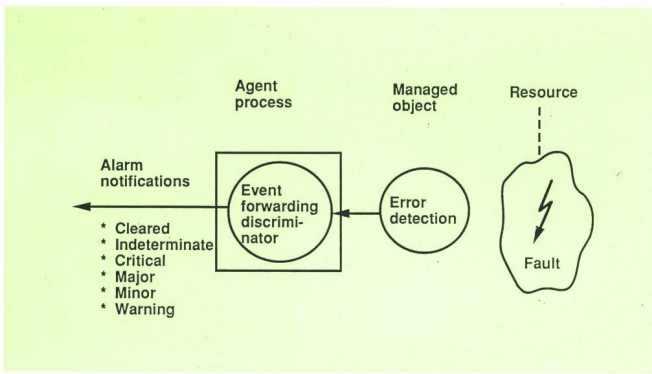 Agent
process
Managed
object
Resource
Alarm
notifications
Event
forwarding
discrimi-
nator
Error
detection
Fault
* Cleared
* Indeterminate
* Critical
* Major
* Minor
* Warning